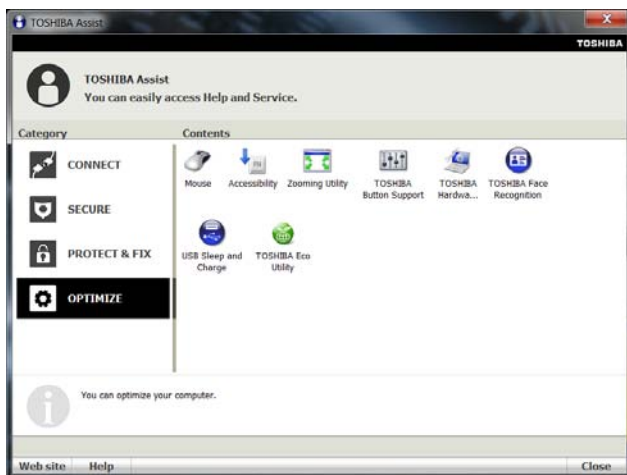 TOSHIBA Assist
TOSHIBA
TOSHIBA Assist
You can easily access Help and Service.
Category
Contents
CONNECT
SECURE
PROTECT & FIX
OPTIMIZE
Mouse
Accessibility
Zooming Utility
TOSHIBA
Button Support
TOSHIBA
Hardwa...
TOSHIBA Face
Recognition
USB Sleep and
Charge
TOSHIBA Eco
Utility
You can optimize your computer.
Web site
Help
Close